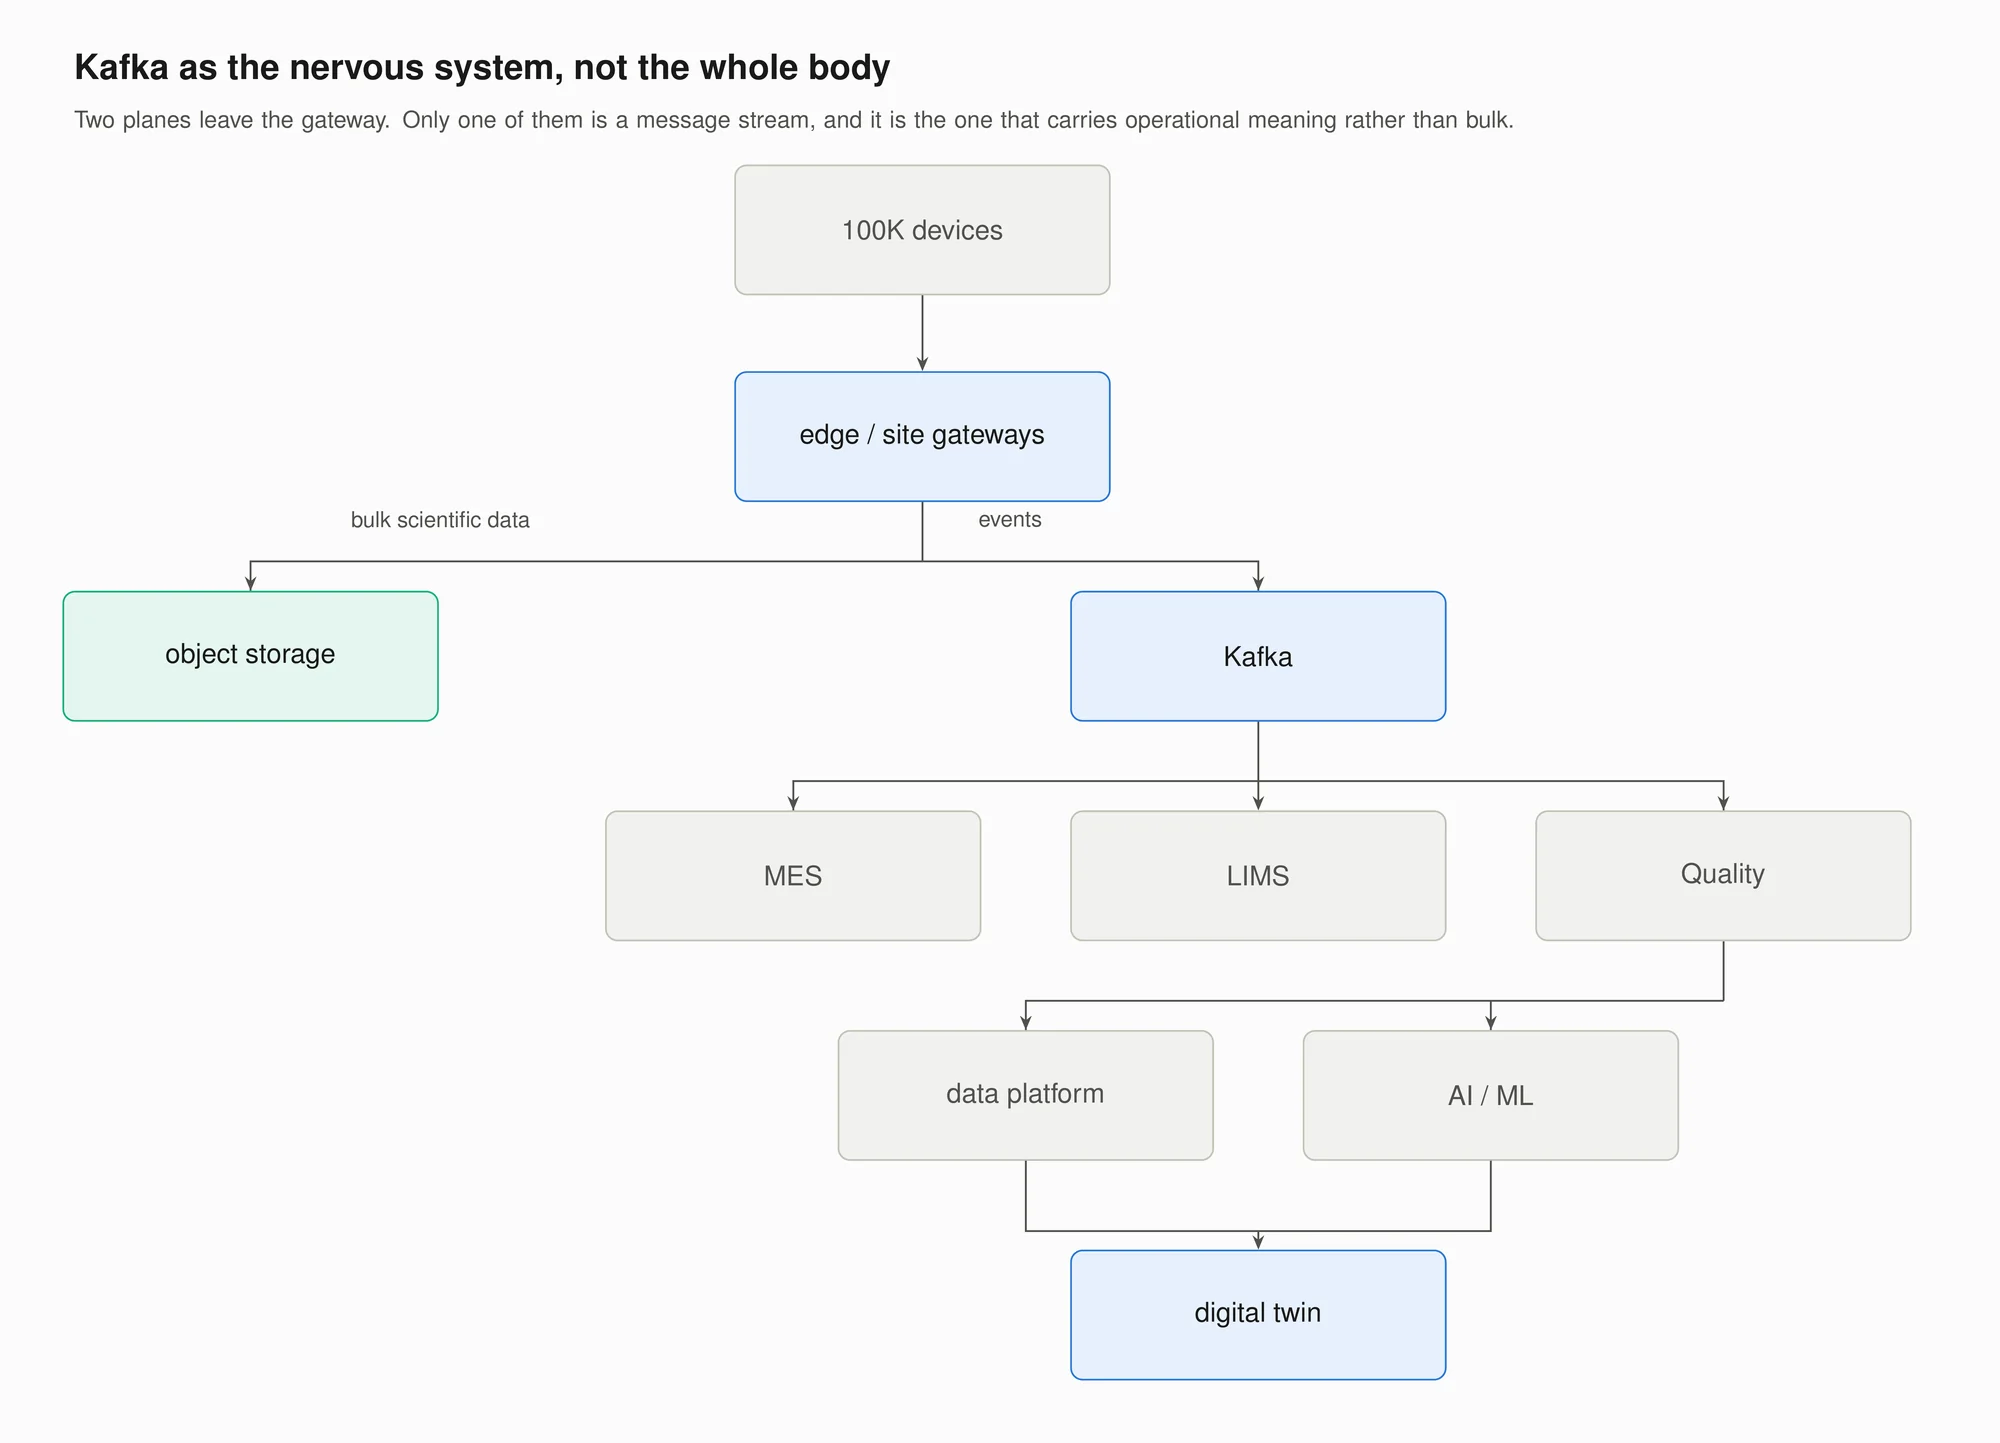 Kafka as the nervous system, not the whole body
Two planes leave the gateway. Only one of them is a message stream, and it is the one that carries operational meaning rather than bulk.
100K devices
edge / site gateways
bulk scientific data
events
object storage
Kafka
MES
LIMS
Quality
data platform
AI / ML
digital twin